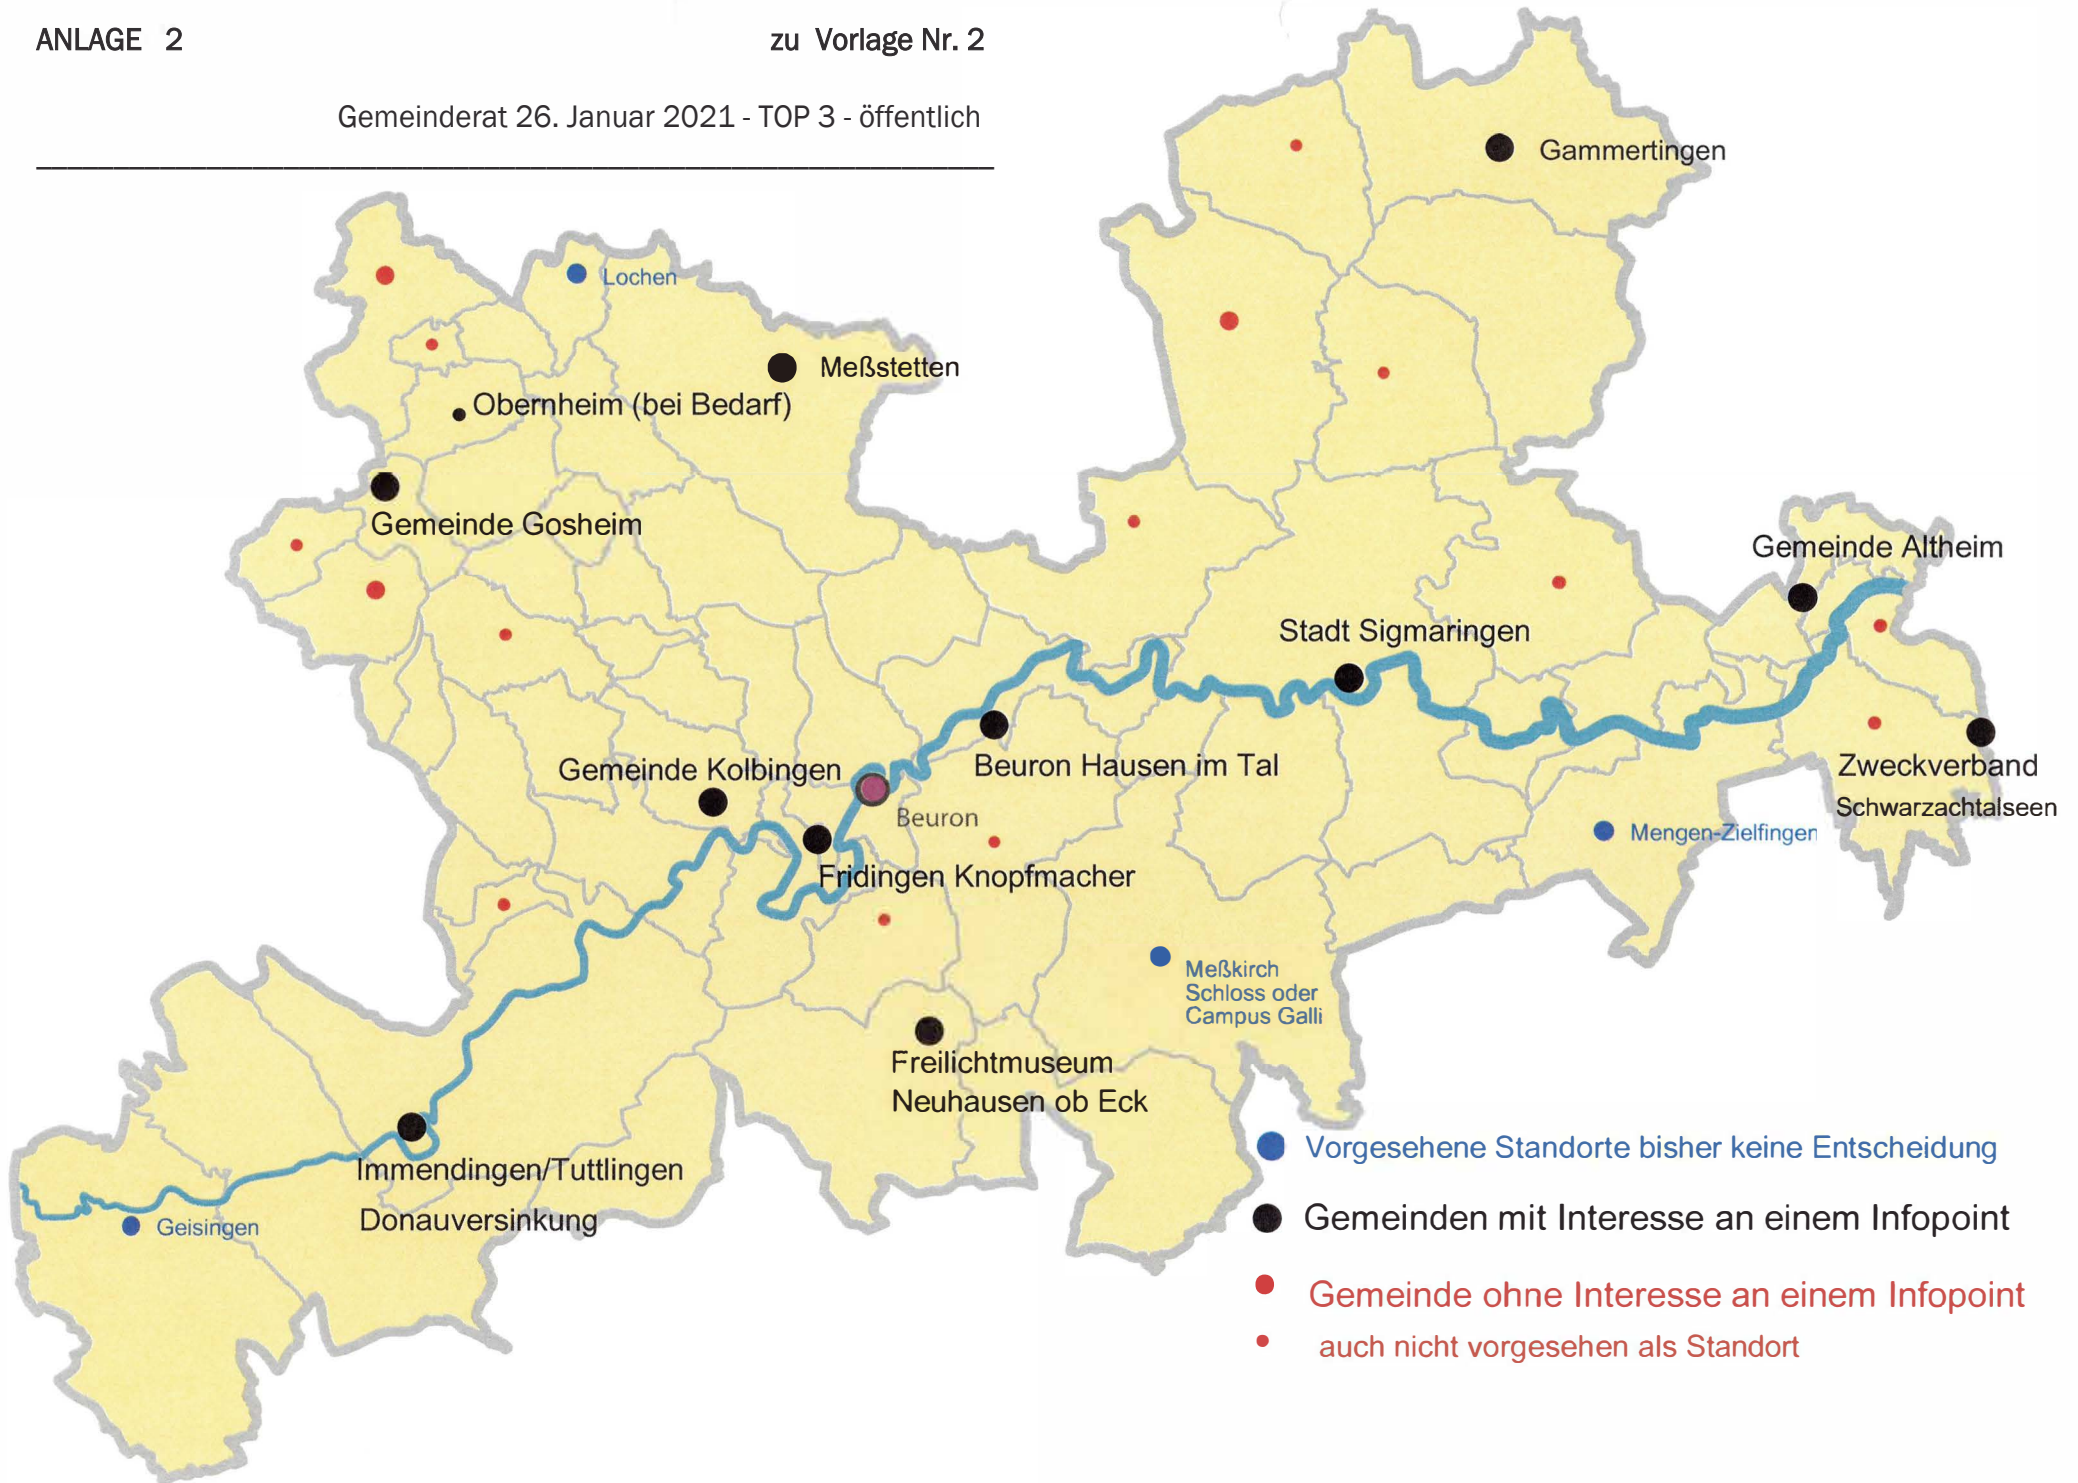 ANLAGE 2
zu Vorlage Nr. 2
Gemeinderat 26. Januar 2021 - TOP 3 - öffentlich
Gammertingen
Lochen
Meßstetten
Obernheim (bei Bedarf)
Gemeinde Gosheim
Gemeinde Altheim
Stadt Sigmaringen
Gemeinde Kolbingen
Beuron Hausen im Tal
Zweckverband
Schwarzachtalseen
Beuron
Mengen-Zielfingen
Fridingen Knopfmacher
Meßkirch
Schloss oder
Campus Galli
Freilichtmuseum
Neuhausen ob Eck
Immendingen/Tuttlingen
Donauversinkung
Geisingen
Vorgesehene Standorte bisher keine Entscheidung
Gemeinden mit Interesse an einem Infopoint
Gemeinde ohne Interesse an einem Infopoint
auch nicht vorgesehen als Standort